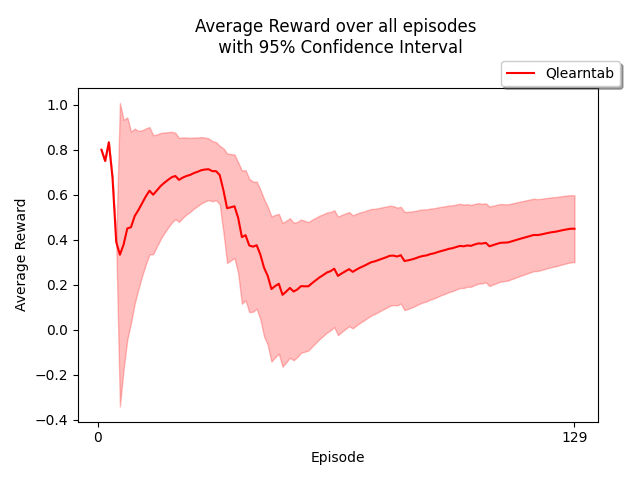 Average Reward over all episodes
with 95% Confidence Interval
Qlearntab
1.0
0.8
0.6
0.4
0.2
0.0
−0.2
−0.4
Average Reward
0
129
Episode